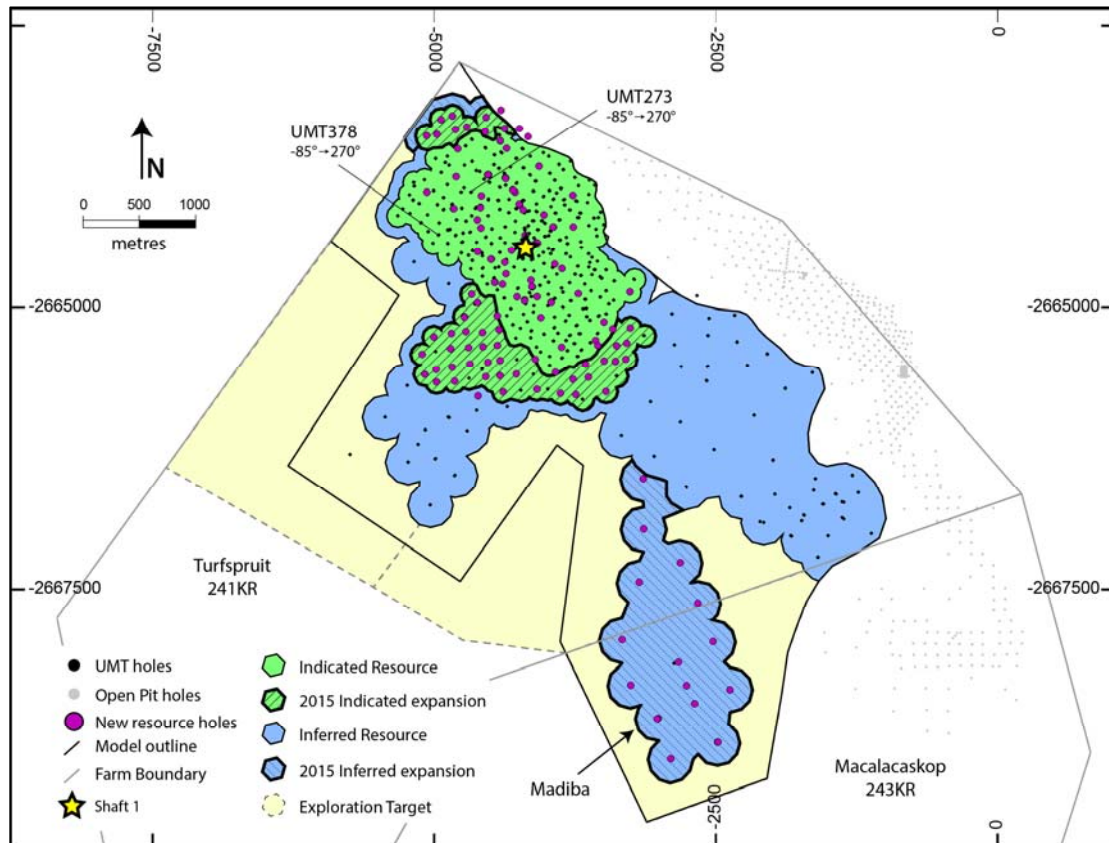 -7500
-5000
-2500
0
UMT273
-85°→270°
UMT378
-85°→270°
N
0 500 1000
metres
-2665000
-2665000
Turfspruit
241KR
-2667500
-2667500
UMT holes
Open Pit holes
New resource holes
Model outline
Farm Boundary
Shaft 1
Indicated Resource
2015 Indicated expansion
Inferred Resource
2015 Inferred expansion
Exploration Target
Madiba
Macalacaskop
243KR
-2500
0